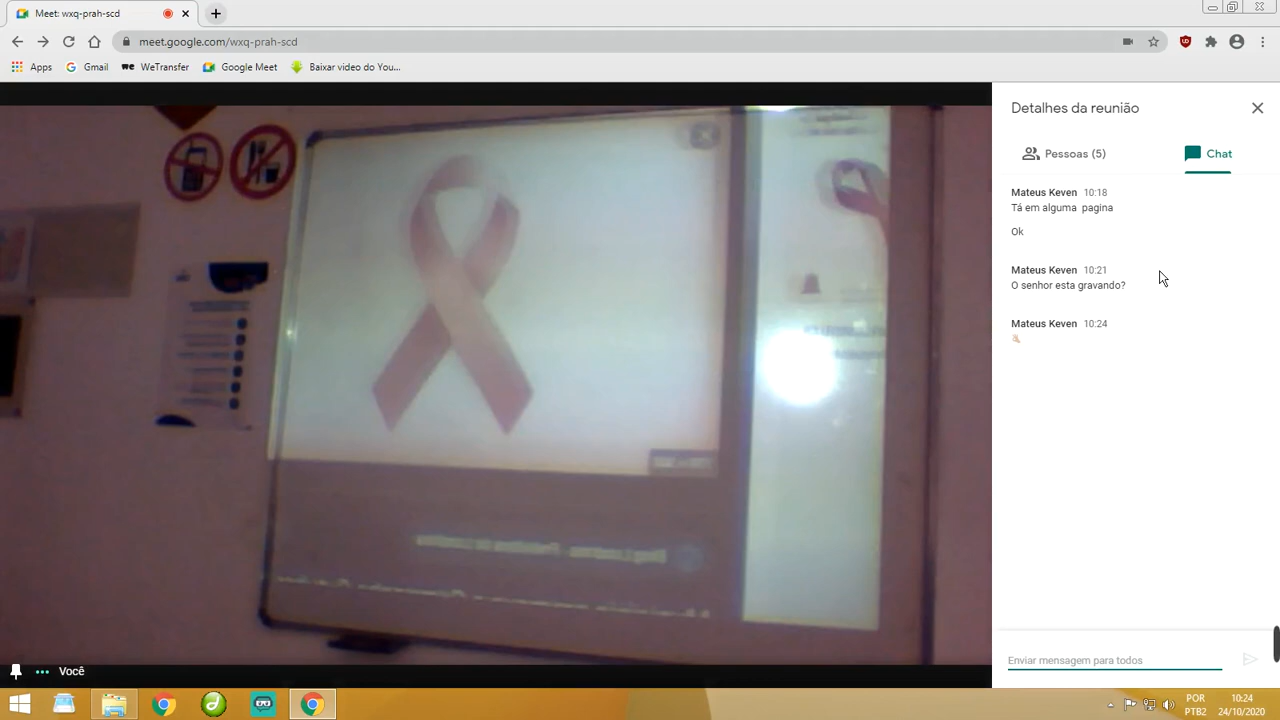 Meet: wxq-prah-scd
meet.google.com/wxq-prah-scd
Apps
Gmail
WeTransfer
Google Meet
Baixar video do You...
Detalhes da reunião
Pessoas (5)
Chat
Mateus Keven 10:18
Tá em alguma pagina
Ok
Mateus Keven 10:21
O senhor esta gravando?
Mateus Keven 10:24
Enviar mensagem para todos
Você
POR
PTB2
10:24
24/10/2020